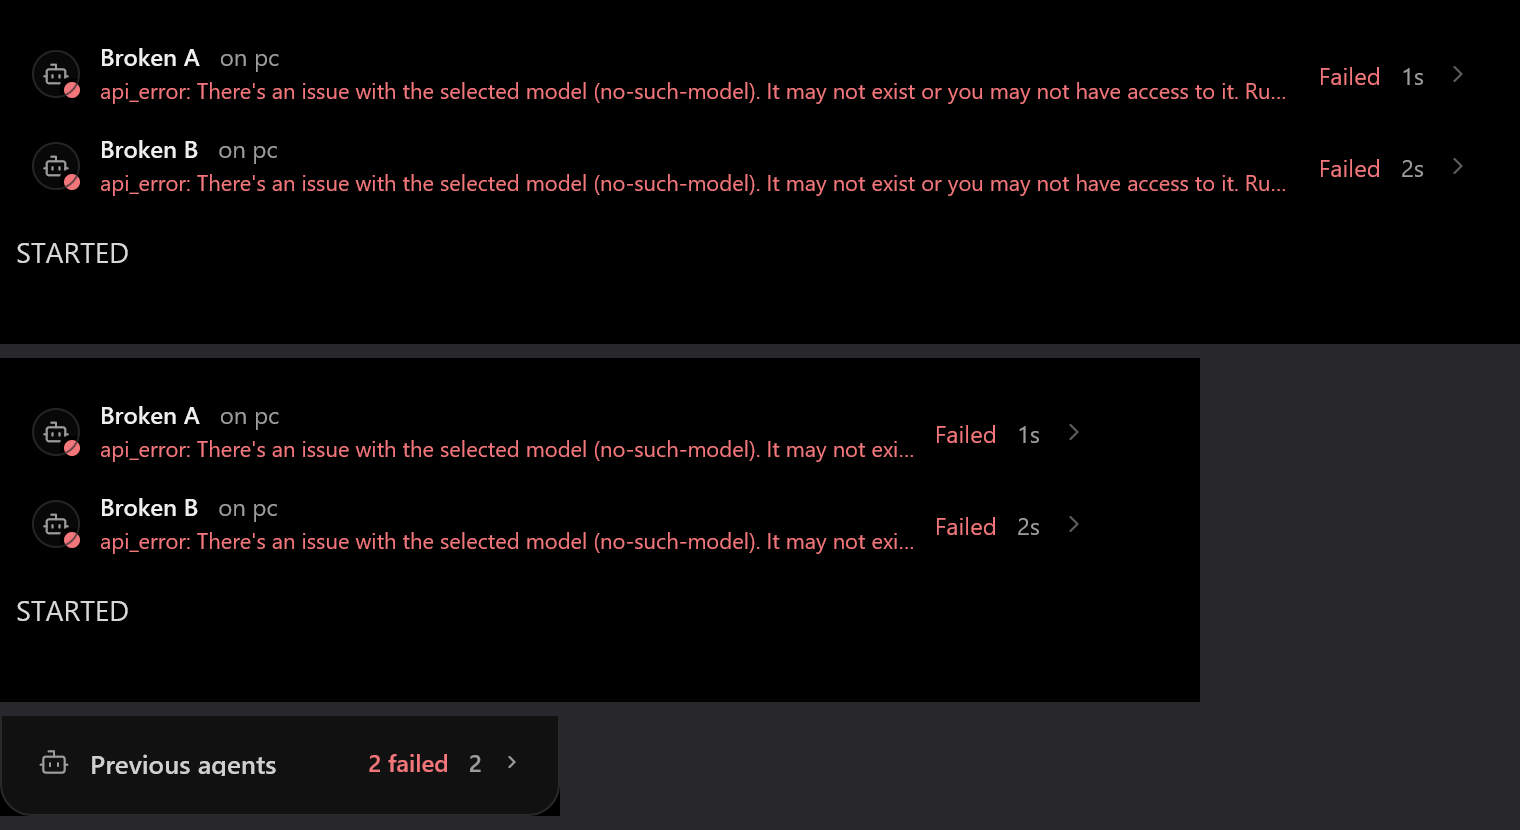 Broken A on pc
api_error: There's an issue with the selected model (no-such-model). It may not exist or you may not have access to it. Ru...
Failed 1s
Broken B on pc
api_error: There's an issue with the selected model (no-such-model). It may not exist or you may not have access to it. Ru...
Failed 2s
STARTED
Broken A on pc
api_error: There's an issue with the selected model (no-such-model). It may not exi...
Failed 1s
Broken B on pc
api_error: There's an issue with the selected model (no-such-model). It may not exi...
Failed 2s
STARTED
Previous agents 2 failed 2